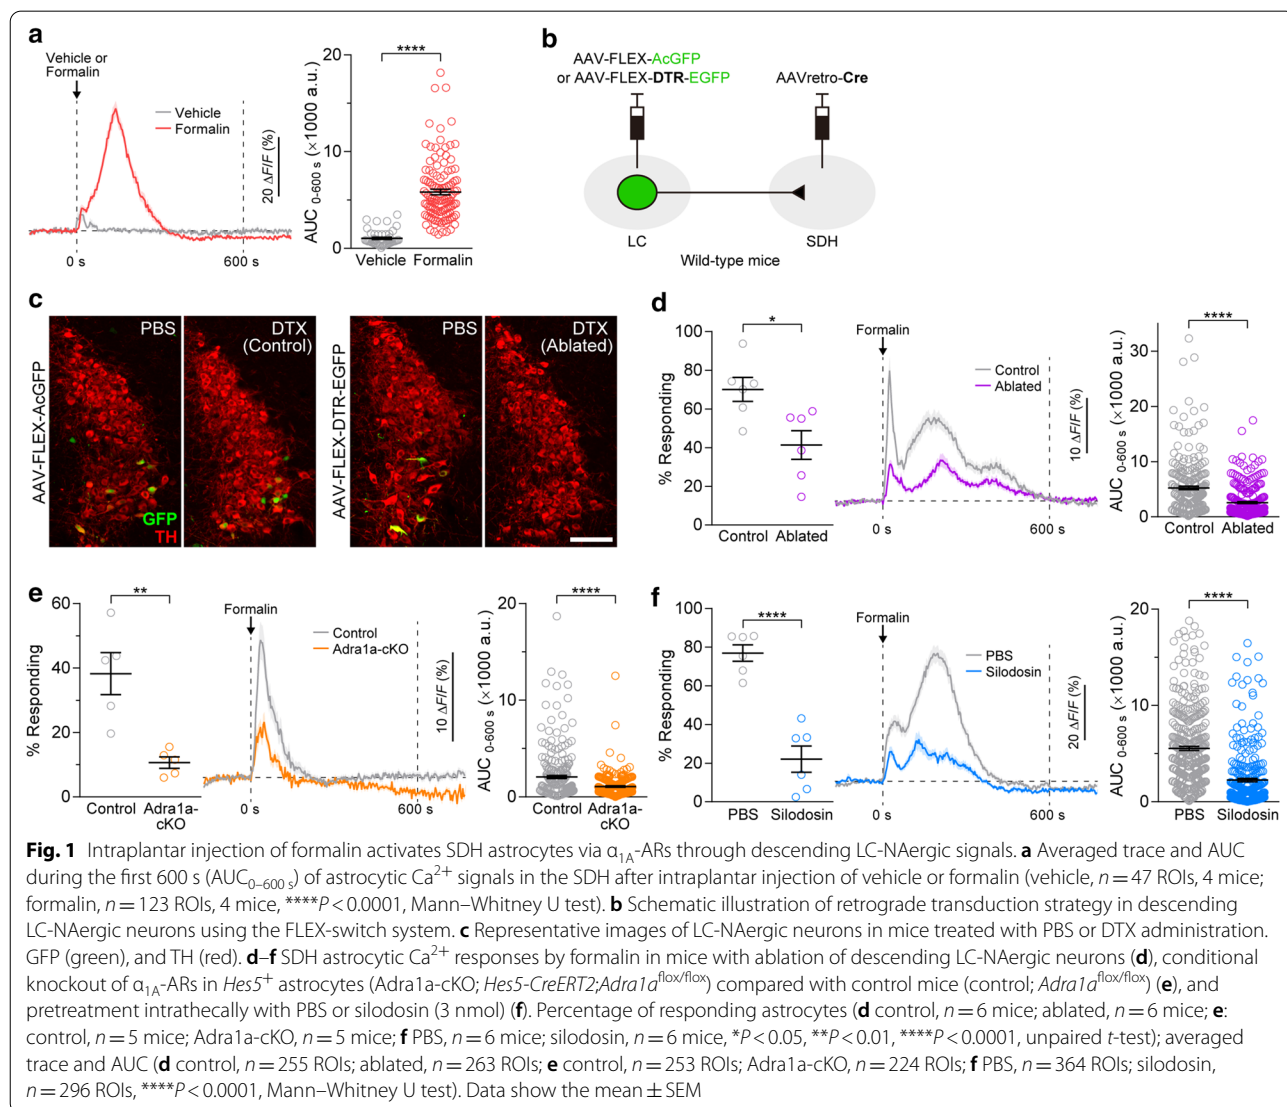 a
Vehicle or
Formalin
Vehicle
Formalin
20 ΔF/F (%)
0 s
600 s
****
AUC 0-600 s (×1000 a.u.)
20
10
0
Vehicle Formalin
b
AAV-FLEX-AcGFP
or AAV-FLEX-DTR-EGFP
AAVretro-Cre
LC
SDH
Wild-type mice
c
AAV-FLEX-AcGFP
PBS
GFP
TH
DTX
(Control)
AAV-FLEX-DTR-EGFP
PBS
DTX
(Ablated)
d
% Responding
100
80
60
40
20
0
*
Control Ablated
Formalin
Control
Ablated
10 ΔF/F (%)
0 s
600 s
****
AUC 0-600 s (×1000 a.u.)
30
20
10
0
Control Ablated
e
% Responding
60
40
20
0
**
Control Adra1a-
cKO
Formalin
Control
Adra1a-cKO
10 ΔF/F (%)
0 s
600 s
****
AUC 0-600 s (×1000 a.u.)
20
10
0
Control Adra1a-
cKO
f
% Responding
100
80
60
40
20
0
****
PBS Silodosin
Formalin
PBS
Silodosin
20 ΔF/F (%)
0 s
600 s
****
AUC 0-600 s (×1000 a.u.)
20
15
10
5
0
PBS Silodosin
Fig. 1 Intraplantar injection of formalin activates SDH astrocytes via α1A-ARs through descending LC-NAergic signals. a Averaged trace and AUC
during the first 600 s (AUC0–600 s) of astrocytic Ca2+ signals in the SDH after intraplantar injection of vehicle or formalin (vehicle, n = 47 ROIs, 4 mice;
formalin, n = 123 ROIs, 4 mice, ****P < 0.0001, Mann–Whitney U test). b Schematic illustration of retrograde transduction strategy in descending
LC-NAergic neurons using the FLEX-switch system. c Representative images of LC-NAergic neurons in mice treated with PBS or DTX administration.
GFP (green), and TH (red). d–f SDH astrocytic Ca2+ responses by formalin in mice with ablation of descending LC-NAergic neurons (d), conditional
knockout of α1A-ARs in Hes5+ astrocytes (Adra1a-cKO; Hes5-CreERT2;Adra1aflox/flox) compared with control mice (control; Adra1aflox/flox) (e), and
pretreatment intrathecally with PBS or silodosin (3 nmol) (f). Percentage of responding astrocytes (d control, n = 6 mice; ablated, n = 6 mice; e:
control, n = 5 mice; Adra1a-cKO, n = 5 mice; f PBS, n = 6 mice; silodosin, n = 6 mice, *P < 0.05, **P < 0.01, ****P < 0.0001, unpaired t-test); averaged
trace and AUC (d control, n = 255 ROIs; ablated, n = 263 ROIs; e control, n = 253 ROIs; Adra1a-cKO, n = 224 ROIs; f PBS, n = 364 ROIs; silodosin,
n = 296 ROIs, ****P < 0.0001, Mann–Whitney U test). Data show the mean ± SEM